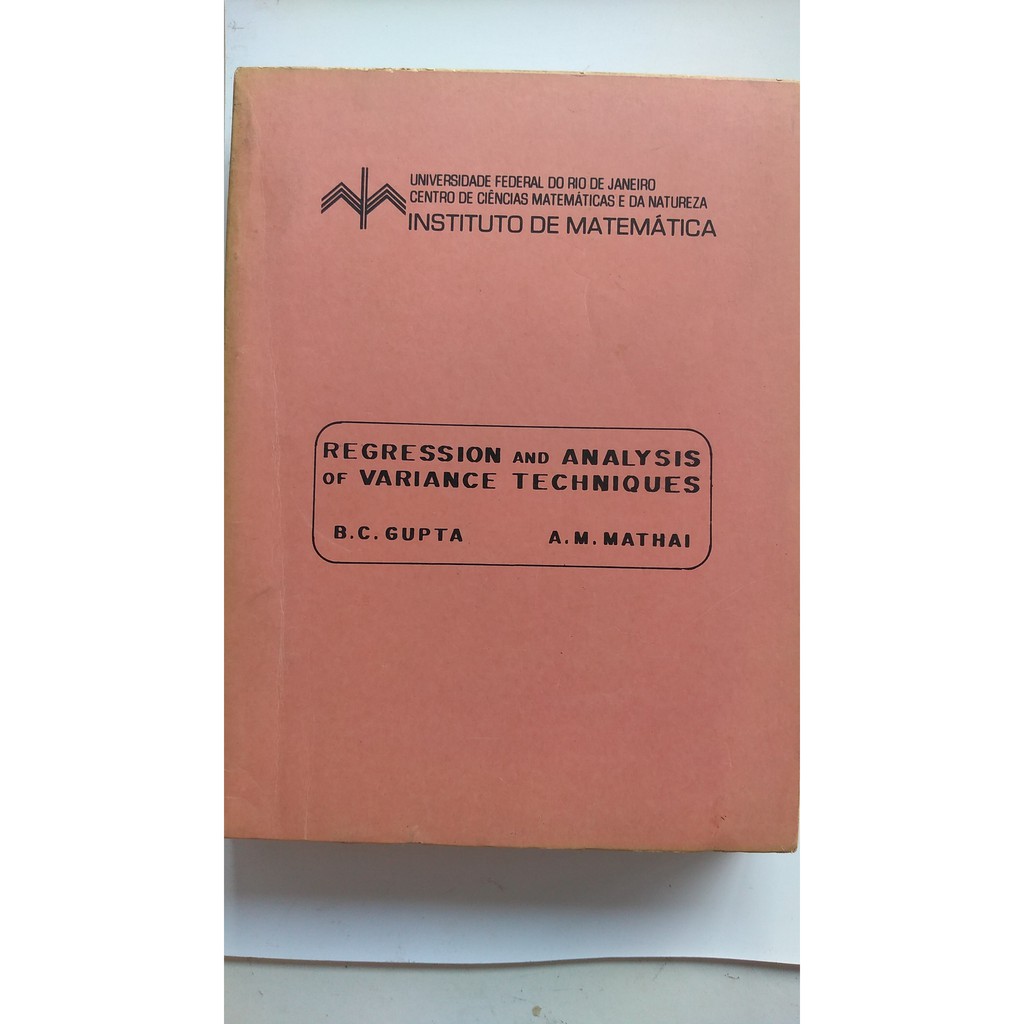 UNIVERSIDADE FEDERAL DO RIO DE JANEIRO
CENTRO DE CIÊNCIAS MATEMÁTICAS E DA NATUREZA
INSTITUTO DE MATEMÁTICA
REGRESSION AND ANALYSIS
OF VARIANCE TECHNIQUES
B.C. GUPTA A.M. MATHAI